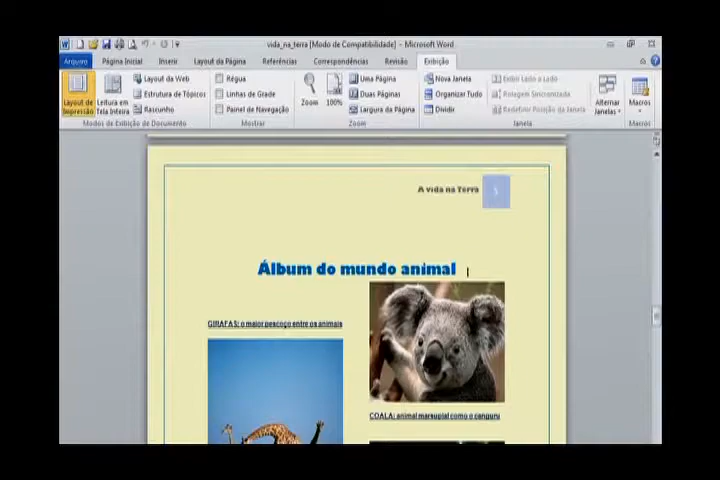 vida_na_terra [Modo de Compatibilidade] - Microsoft Word
Arquivo Página Inicial Inserir Layout da Página Referências Correspondências Revisão Exibição
Layout de Impressão
Leitura em Tela Inteira
Layout da Web
Estrutura de Tópicos
Rascunho
Modos de Exibição de Documento
Régua
Linhas de Grade
Painel de Navegação
Mostrar
Zoom
100%
Uma Página
Duas Páginas
Largura da Página
Zoom
Nova Janela
Organizar Tudo
Dividir
Exibir Lado a Lado
Rolagem Sincronizada
Redefinir Posição da Janela
Janela
Alternar Janelas
Macros
Macros
A vida na Terra
Álbum do mundo animal
GIRAFAS: o maior pescoço entre os animais
COALA: animal marsupial como o canguru